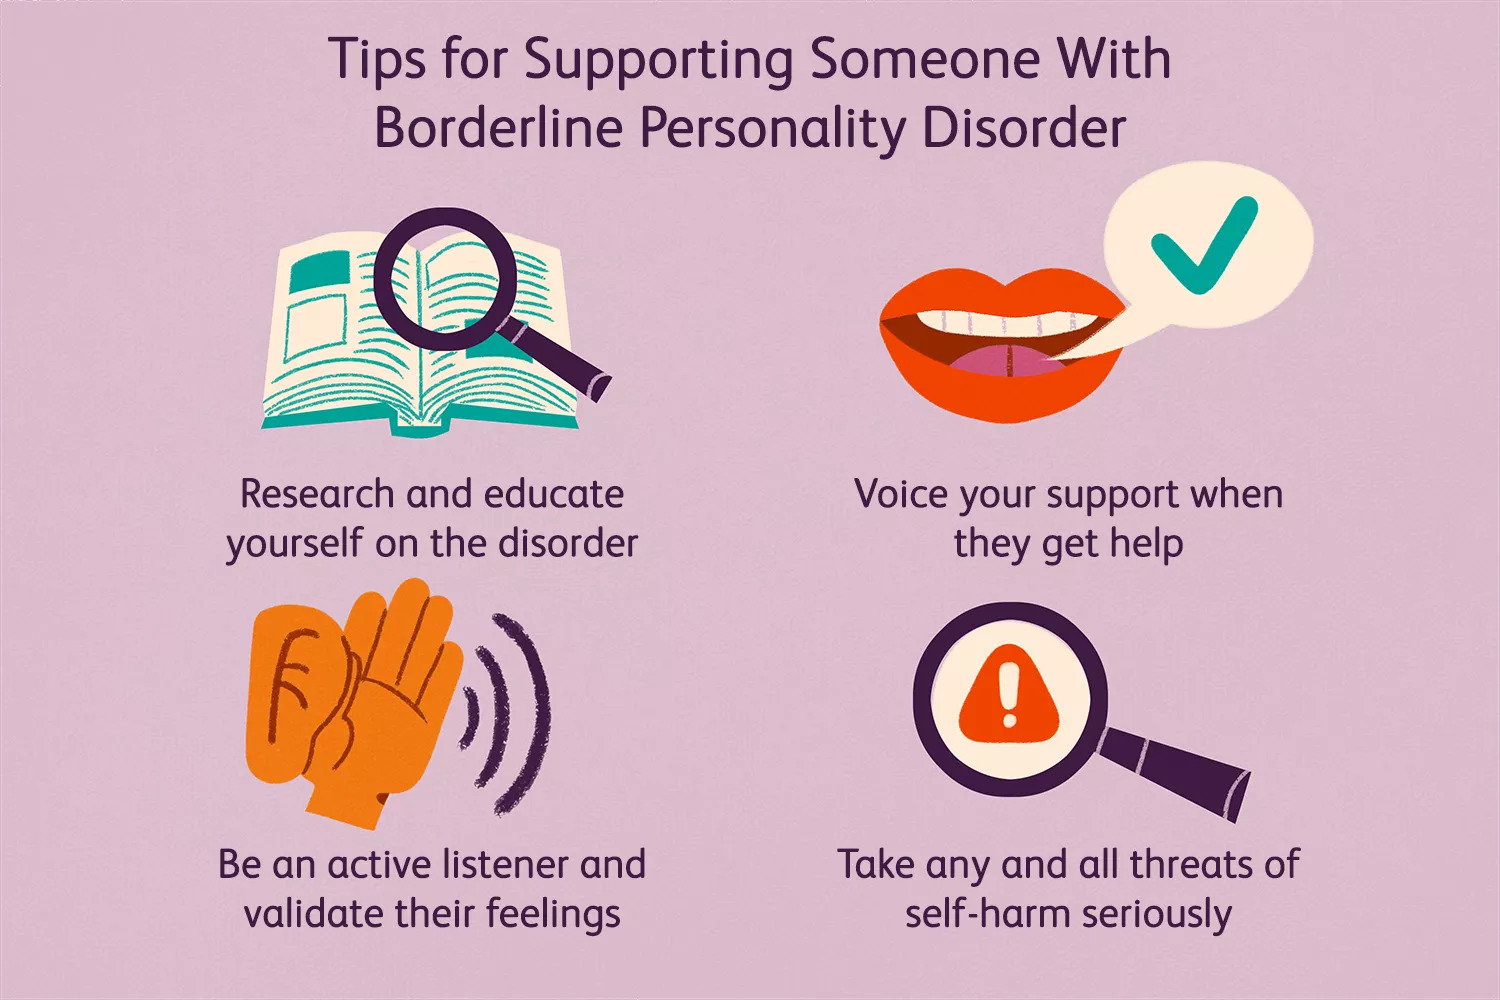 Tips for Supporting Someone With
Borderline Personality Disorder
Research and educate
yourself on the disorder
Voice your support when
they get help
Be an active listener and
validate their feelings
Take any and all threats of
self-harm seriously